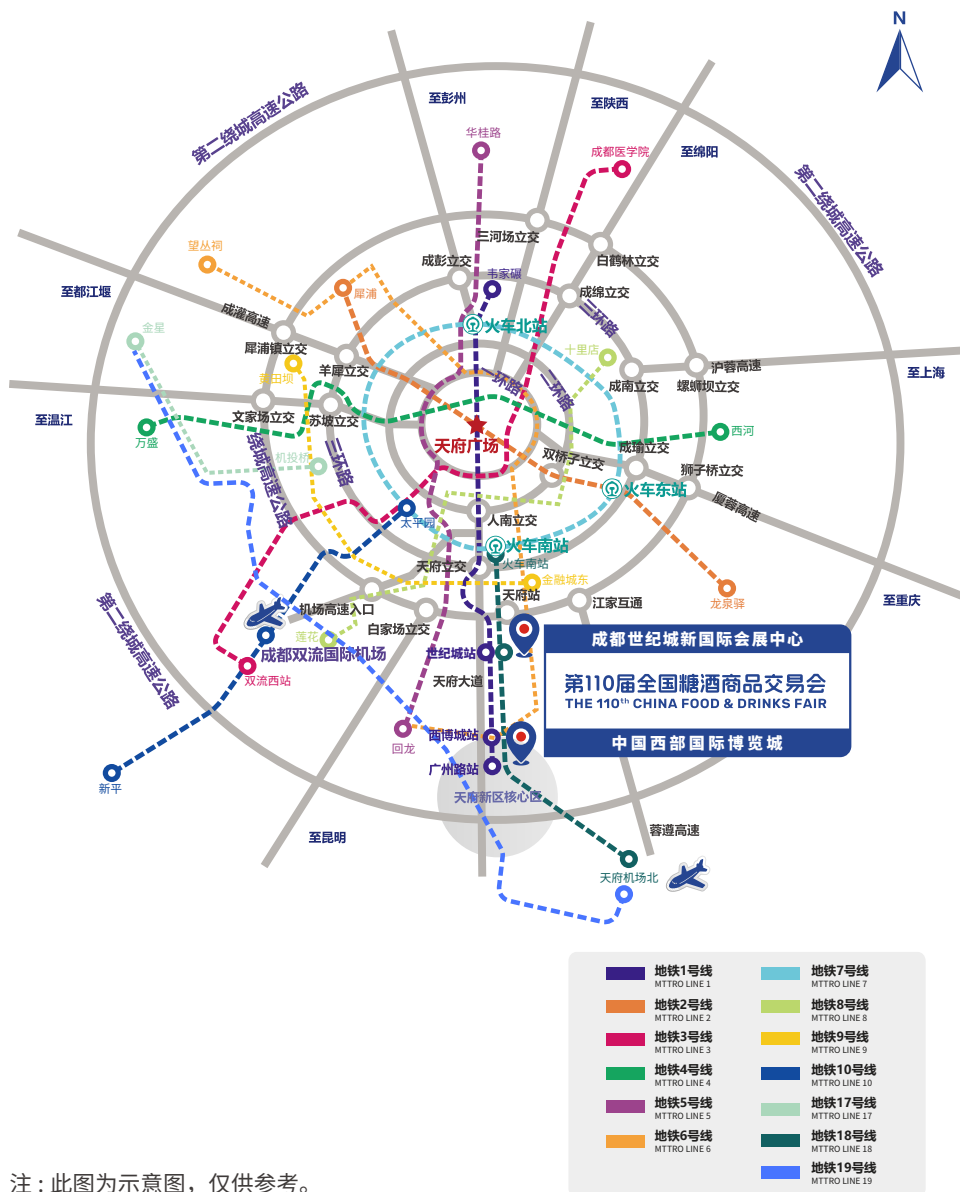 N
至彭州
至陕西
至绵阳
第二绕城高速公路
华桂路
成都医学院
第二绕城高速公路
望丛祠
三河场立交
白鹤林立交
成彭立交
韦家碾
至都江堰
犀浦
成绵立交
三环路
金星
成灌高速
火车北站
犀浦镇立交
十里店
羊犀立交
黄田坝
一环路
二环路
沪蓉高速
至上海
成南立交
螺蛳坝立交
至温江
文家场立交
苏坡立交
万盛
天府广场
西河
成瑜立交
绕城高速公路
三环路
机投桥
双桥子立交
狮子桥立交
火车东站
厦蓉高速
太平园
人南立交
火车南站
火车南站
天府立交
金融城东
第二绕城高速公路
天府站
江家互通
龙泉驿
至重庆
机场高速入口
白家场立交
莲花
成都双流国际机场
世纪城站
成都世纪城新国际会展中心
双流西站
天府大道
第110届全国糖酒商品交易会
THE 110th CHINA FOOD & DRINKS FAIR
西博城站
回龙
中国西部国际博览城
广州路站
新平
天府新区核心区
至昆明
蓉遵高速
天府机场北
地铁1号线
MTTRO LINE 1
地铁7号线
MTTRO LINE 7
地铁2号线
MTTRO LINE 2
地铁8号线
MTTRO LINE 8
地铁3号线
MTTRO LINE 3
地铁9号线
MTTRO LINE 9
地铁4号线
MTTRO LINE 4
地铁10号线
MTTRO LINE 10
地铁5号线
MTTRO LINE 5
地铁17号线
MTTRO LINE 17
地铁6号线
MTTRO LINE 6
地铁18号线
MTTRO LINE 18
地铁19号线
MTTRO LINE 19
注：此图为示意图，仅供参考。